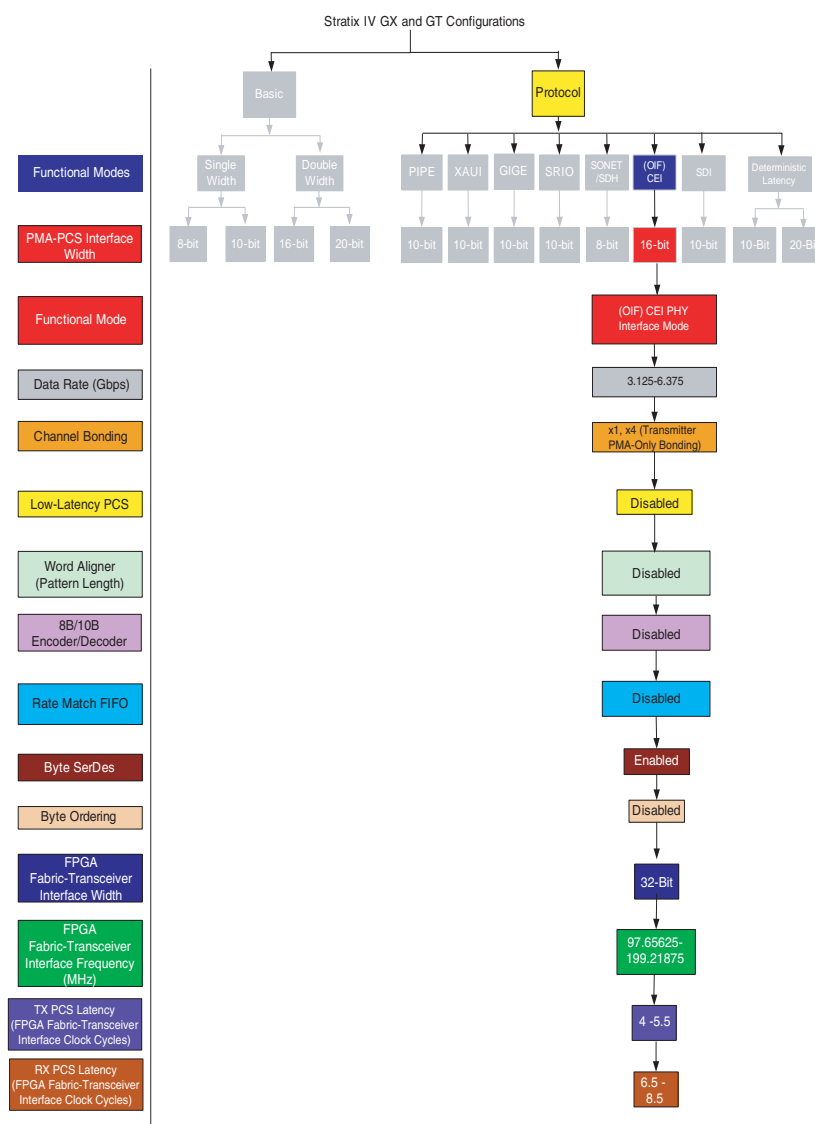 Stratix IV GX and GT Configurations
Basic
Protocol
Functional Modes
Single
Width
Double
Width
PIPE
XAUI
GIGE
SRIO
SONET
/SDH
(OIF)
CEI
SDI
Deterministic
Latency
PMA-PCS Interface
Width
8-bit
10-bit
16-bit
20-bit
10-bit
10-bit
10-bit
10-bit
8-bit
16-bit
10-bit
10-Bit
20-Bi
Functional Mode
(OIF) CEI PHY
Interface Mode
Data Rate (Gbps)
3.125-6.375
Channel Bonding
x1, x4 (Transmitter
PMA-Only Bonding)
Low-Latency PCS
Disabled
Word Aligner
(Pattern Length)
Disabled
8B/10B
Encoder/Decoder
Disabled
Rate Match FIFO
Disabled
Byte SerDes
Enabled
Byte Ordering
Disabled
FPGA
Fabric-Transceiver
Interface Width
32-Bit
FPGA
Fabric-Transceiver
Interface Frequency
(MHz)
97.65625-
199.21875
TX PCS Latency
(FPGA Fabric-Transceiver
Interface Clock Cycles)
4 -5.5
RX PCS Latency
(FPGA Fabric-Transceiver
Interface Clock Cycles)
6.5 -
8.5